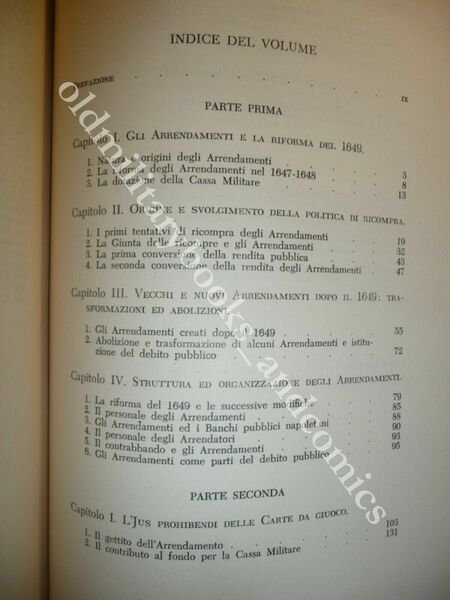 INDICE DEL VOLUME
PREFAZIONE . . . . . . . . . IX
PARTE PRIMA
Capitolo I. GLI ARRENDAMENTI E LA RIFORMA DEL 1649.
1. Natura e origini degli Arrendamenti . . . . 3
2. La riforma degli Arrendamenti nel 1647-1648 . . . 8
3. La dotazione della Cassa Militare . . . . 13
Capitolo II. ORIGINE E SVOLGIMENTO DELLA POLITICA DI RICOMPRA.
1. I primi tentativi di ricompra degli Arrendamenti . . 19
2. La Giunta delle ricompre e gli Arrendamenti . . . 32
3. La prima conversione della rendita pubblica . . . 43
4. La seconda conversione della rendita degli Arrendamenti . 47
Capitolo III. VECCHI E NUOVI ARRENDAMENTI DOPO IL 1649: TRA-
SFORMAZIONI ED ABOLIZIONI.
1. Gli Arrendamenti creati dopo il 1649 . . . . 55
2. Abolizione e trasformazione di alcuni Arrendamenti e istitu-
zione del debito pubblico . . . . . 72
Capitolo IV. STRUTTURA ED ORGANIZZAZIONE DEGLI ARRENDAMENTI.
1. La riforma del 1649 e le successive modifiche . . . 79
2. Il personale degli Arrendamenti . . . . 85
3. Gli Arrendamenti ed i Banchi pubblici napoletani . . 88
4. Il personale degli Arrendatori . . . . 90
5. Il contrabbando e gli Arrendamenti . . . . 93
6. Gli Arrendamenti come parti del debito pubblico . . 95
PARTE SECONDA
Capitolo I. L'JUS PROHIBENDI DELLE CARTE DA GIUOCO.
1. Il gettito dell'Arrendamento . . . . . 103
2. Il contributo al fondo per la Cassa Militare . . . 131
oldmilitarybooks_anticomics